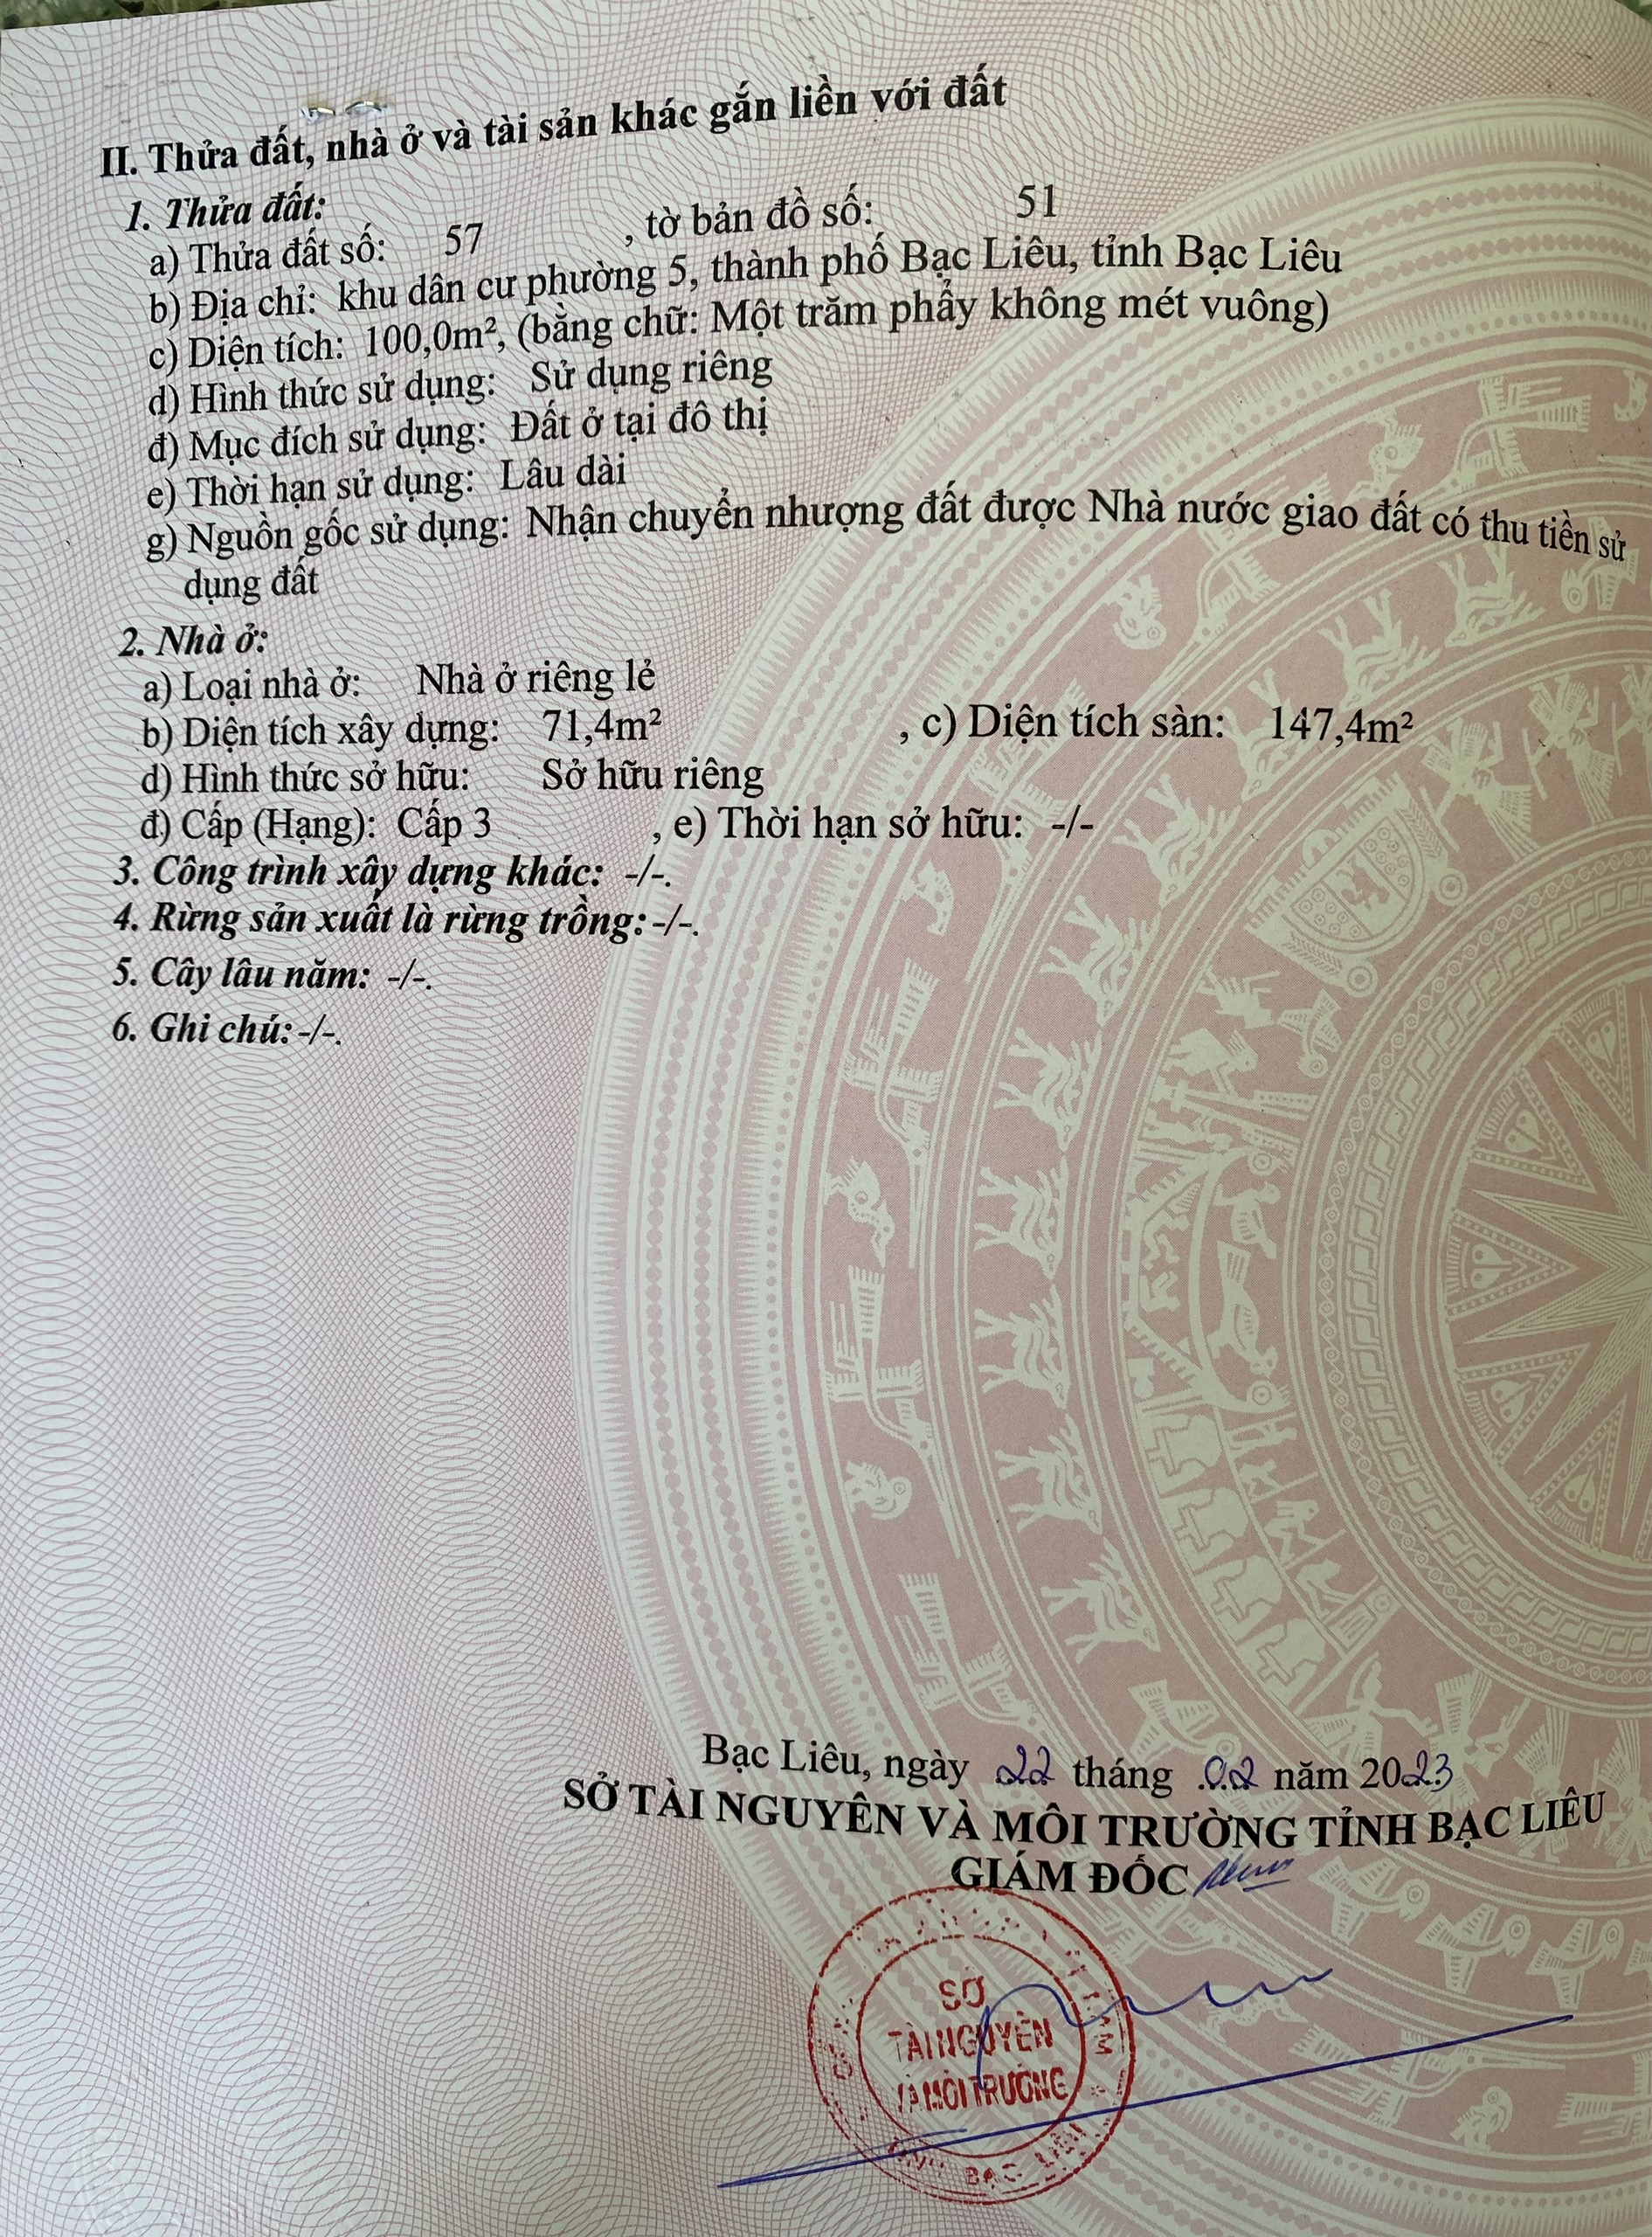 II. Thửa đất, nhà ở và tài sản khác gắn liền với đất
1. Thửa đất:
a) Thửa đất số: 57 , tờ bản đồ số: 51
b) Địa chỉ: khu dân cư phường 5, thành phố Bạc Liêu, tỉnh Bạc Liêu
c) Diện tích: 100,0m², (bằng chữ: Một trăm phẩy không mét vuông)
d) Hình thức sử dụng: Sử dụng riêng
đ) Mục đích sử dụng: Đất ở tại đô thị
e) Thời hạn sử dụng: Lâu dài
g) Nguồn gốc sử dụng: Nhận chuyển nhượng đất được Nhà nước giao đất có thu tiền sử
dụng đất
2. Nhà ở:
a) Loại nhà ở: Nhà ở riêng lẻ
b) Diện tích xây dựng: 71,4m² , c) Diện tích sàn: 147,4m²
d) Hình thức sở hữu: Sở hữu riêng
đ) Cấp (Hạng): Cấp 3 , e) Thời hạn sở hữu: -/-
3. Công trình xây dựng khác: -/-.
4. Rừng sản xuất là rừng trồng: -/-.
5. Cây lâu năm: -/-.
6. Ghi chú: -/-.
Bạc Liêu, ngày 22 tháng .02 năm 2023
SỞ TÀI NGUYÊN VÀ MÔI TRƯỜNG TỈNH BẠC LIÊU
GIÁM ĐỐC
SỞ
TÀI NGUYÊN
VÀ MÔI TRƯỜNG
BẠC LIÊU